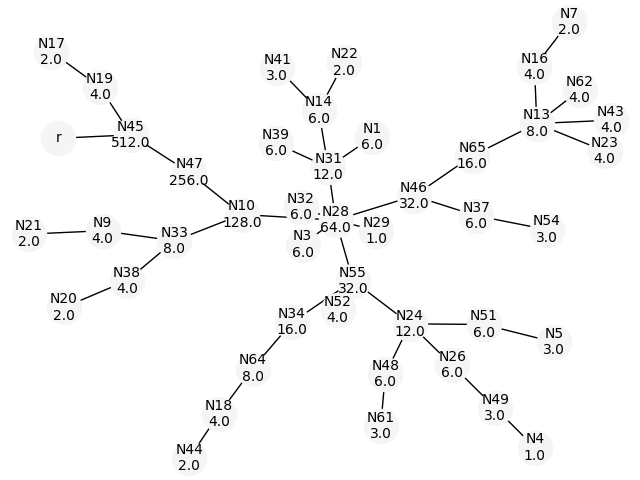 N7
2.0
N17
2.0
N41
3.0
N22
2.0
N16
4.0
N19
4.0
N62
4.0
N14
6.0
N13
8.0
N43
4.0
r
N45
512.0
N39
6.0
N1
6.0
N65
16.0
N23
4.0
N47
256.0
N31
12.0
N46
32.0
N10
128.0
N32
6.0
N28
64.0
N37
6.0
N21
2.0
N9
4.0
N33
8.0
N3
6.0
N29
1.0
N54
3.0
N38
4.0
N55
32.0
N20
2.0
N34
16.0
N52
4.0
N24
12.0
N51
6.0
N5
3.0
N64
8.0
N48
6.0
N26
6.0
N18
4.0
N61
3.0
N49
3.0
N44
2.0
N4
1.0